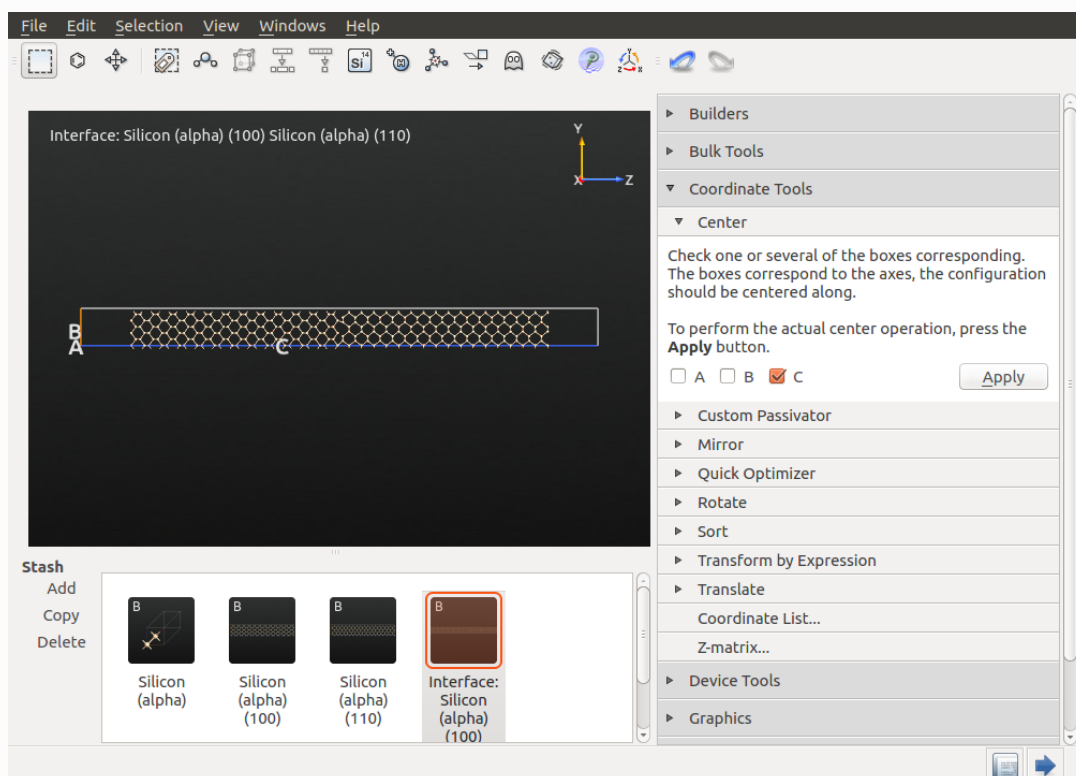 File Edit Selection View Windows Help
Si 14
Interface: Silicon (alpha) (100) Silicon (alpha) (110)
Y
X Z
B
A
C
Builders
Bulk Tools
Coordinate Tools
Center
Check one or several of the boxes corresponding.
The boxes correspond to the axes, the configuration
should be centered along.
To perform the actual center operation, press the
Apply button.
A B C Apply
Custom Passivator
Mirror
Quick Optimizer
Rotate
Sort
Transform by Expression
Translate
Coordinate List...
Z-matrix...
Device Tools
Graphics
Stash
Add
Copy
Delete
B
Silicon
(alpha)
B
Silicon
(alpha)
(100)
B
Silicon
(alpha)
(110)
B
Interface:
Silicon
(alpha)
(100)